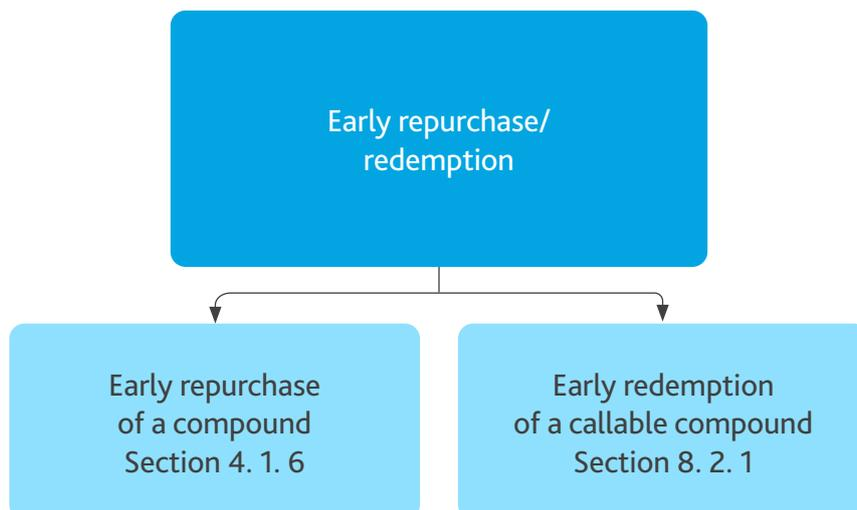 Early repurchase/
redemption
Early repurchase
of a compound
Section 4. 1. 6
Early redemption
of a callable compound
Section 8. 2. 1